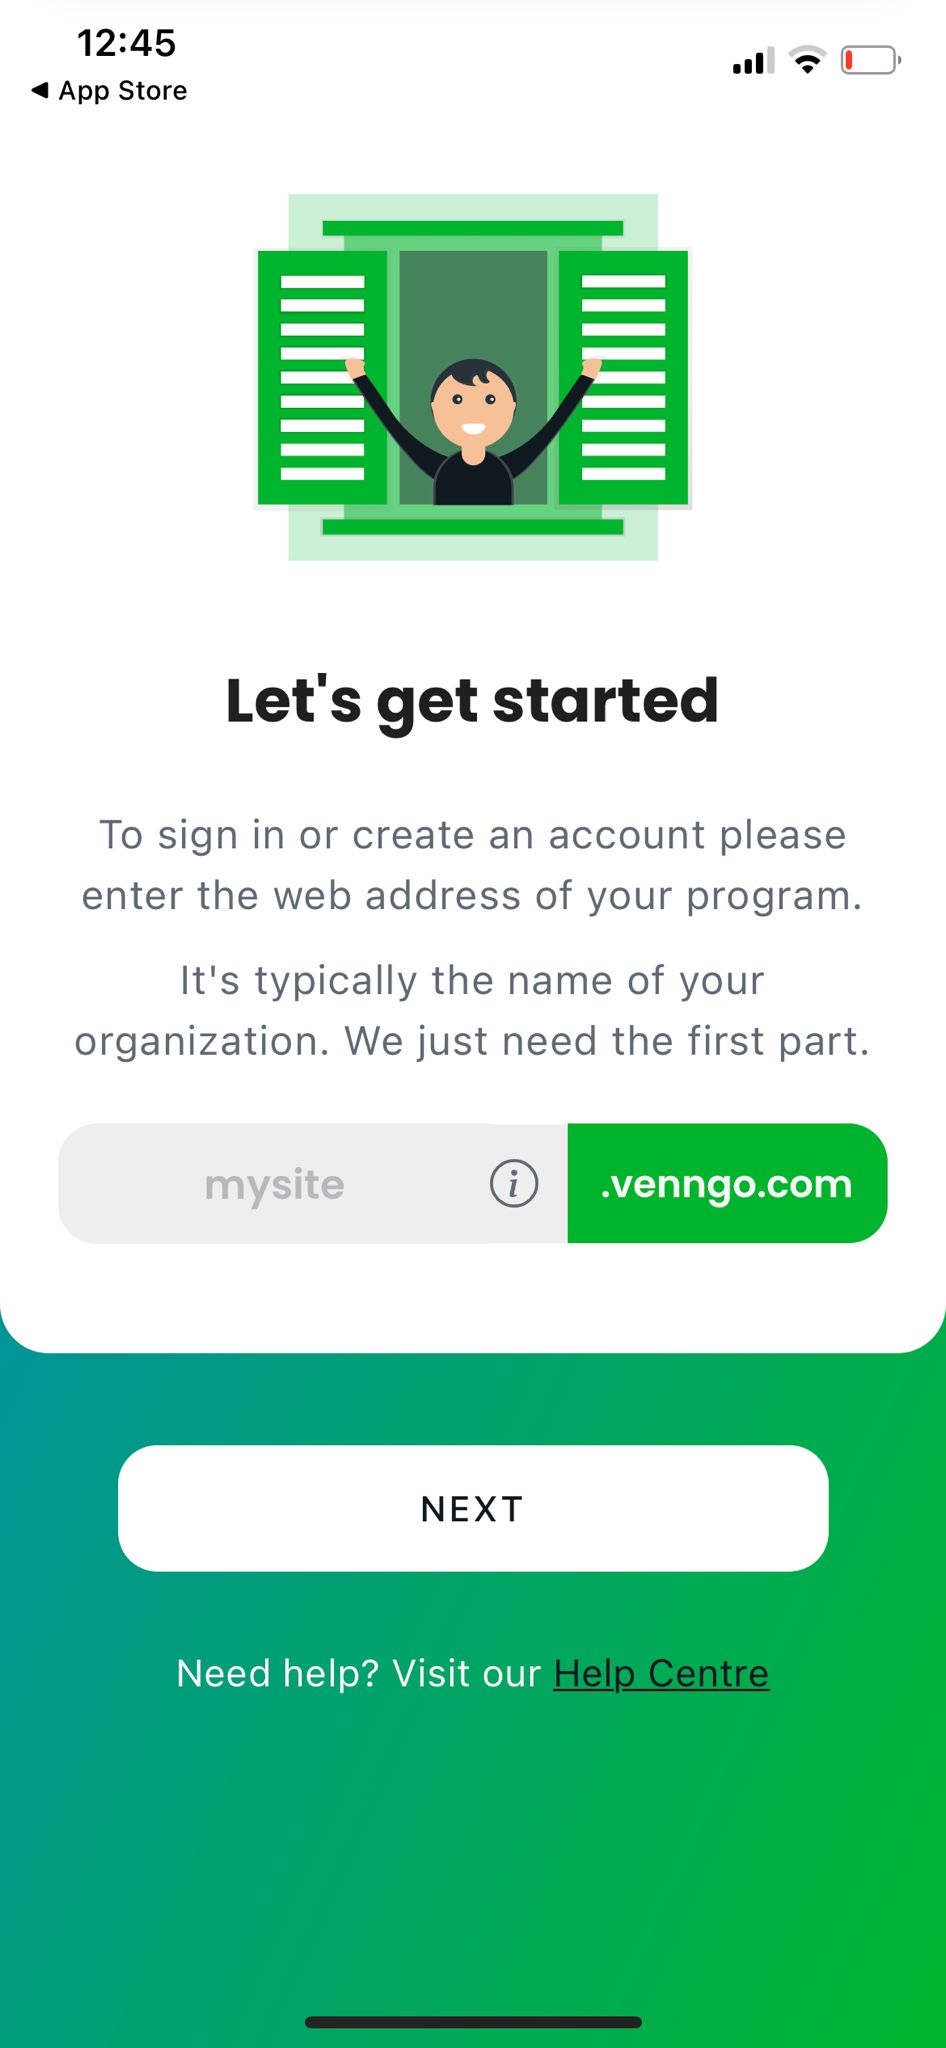 12:45
◀ App Store
Let's get started
To sign in or create an account please
enter the web address of your program.
It's typically the name of your
organization. We just need the first part.
mysite i .venngo.com
NEXT
Need help? Visit our Help Centre